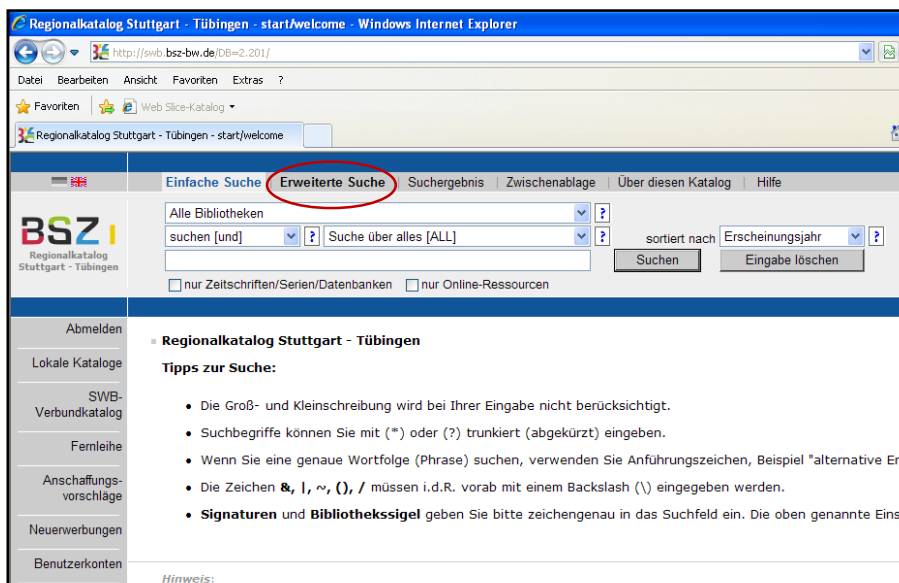 Regionalkatalog Stuttgart - Tübingen - start/welcome - Windows Internet Explorer
http://swb.bsz-bw.de/DB=2.201/
Datei Bearbeiten Ansicht Favoriten Extras ?
Favoriten Web Slice-Katalog
Regionalkatalog Stuttgart - Tübingen - start/welcome
Einfache Suche | Erweiterte Suche | Suchergebnis | Zwischenablage | Über diesen Katalog | Hilfe
Alle Bibliotheken ?
suchen [und] ? Suche über alles [ALL] ? sortiert nach Erscheinungsjahr ?
Suchen Eingabe löschen
nur Zeitschriften/Serien/Datenbanken nur Online-Ressourcen
BSZ
Regionalkatalog
Stuttgart - Tübingen
Abmelden
Lokale Kataloge
SWB-
Verbundkatalog
Fernleihe
Anschaffungs-
vorschläge
Neuerwerbungen
Benutzerkonten
Regionalkatalog Stuttgart - Tübingen
Tipps zur Suche:
• Die Groß- und Kleinschreibung wird bei Ihrer Eingabe nicht berücksichtigt.
• Suchbegriffe können Sie mit (*) oder (?) trunkiert (abgekürzt) eingeben.
• Wenn Sie eine genaue Wortfolge (Phrase) suchen, verwenden Sie Anführungszeichen, Beispiel "alternative Er
• Die Zeichen &, |, ~, (), / müssen i.d.R. vorab mit einem Backslash (\) eingegeben werden.
• Signaturen und Bibliothekssigel geben Sie bitte zeichengenau in das Suchfeld ein. Die oben genannte Eins
Hinweis: